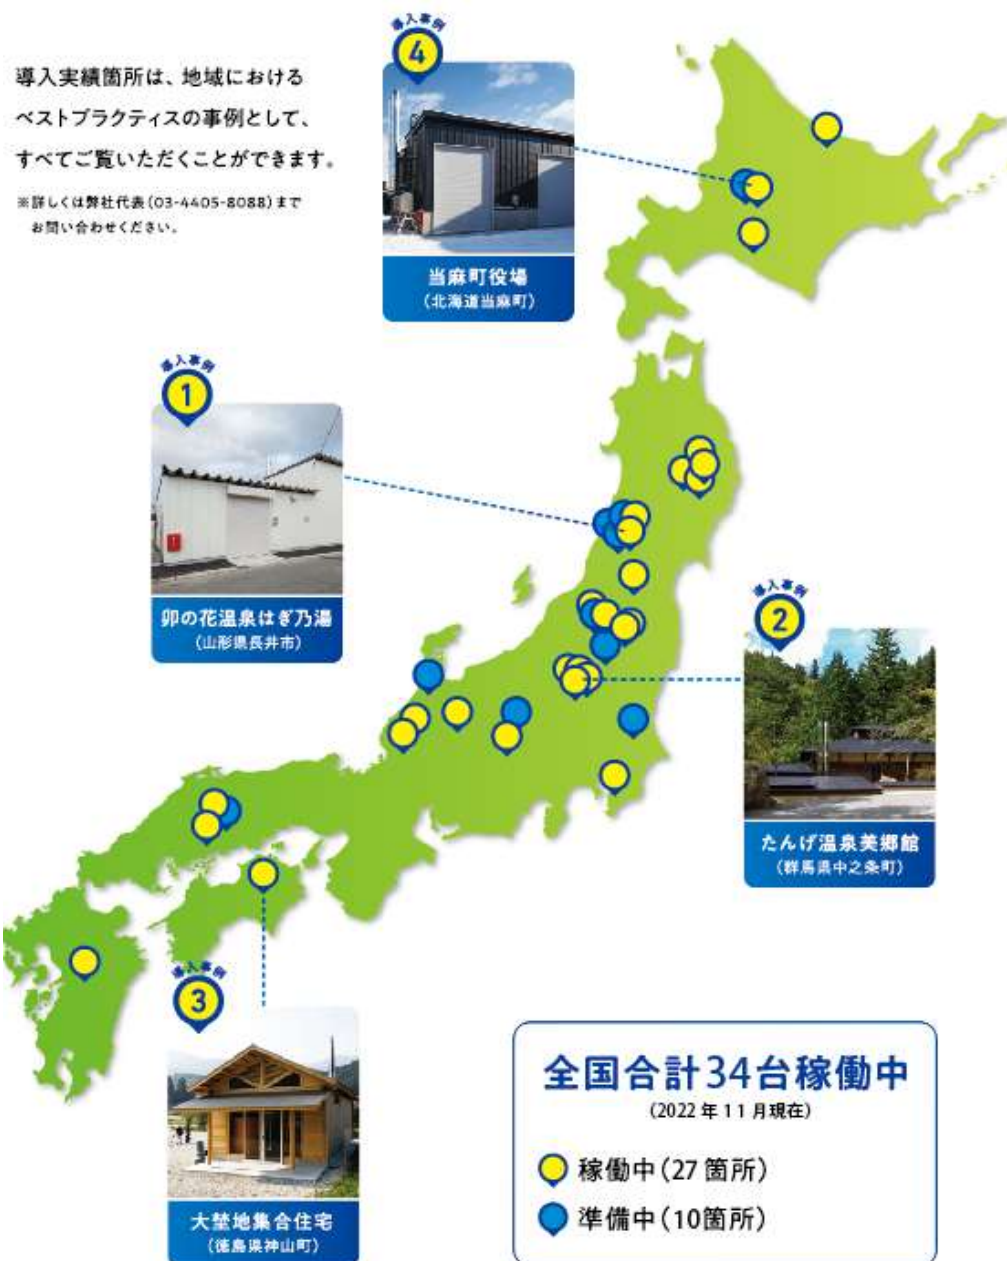 導入実績箇所は、地域における
ベストプラクティスの事例として、
すべてご覧いただくことができます。
※詳しくは弊社代表(03-4405-8088)まで
お問い合わせください。
導入事例
4
当麻町役場
(北海道当麻町)
導入事例
1
卯の花温泉はぎ乃湯
(山形県長井市)
導入事例
2
たんげ温泉美郷館
(群馬県中之条町)
導入事例
3
大埜地集合住宅
(徳島県神山町)
全国合計34台稼働中
(2022年11月現在)
稼働中(27箇所)
準備中(10箇所)